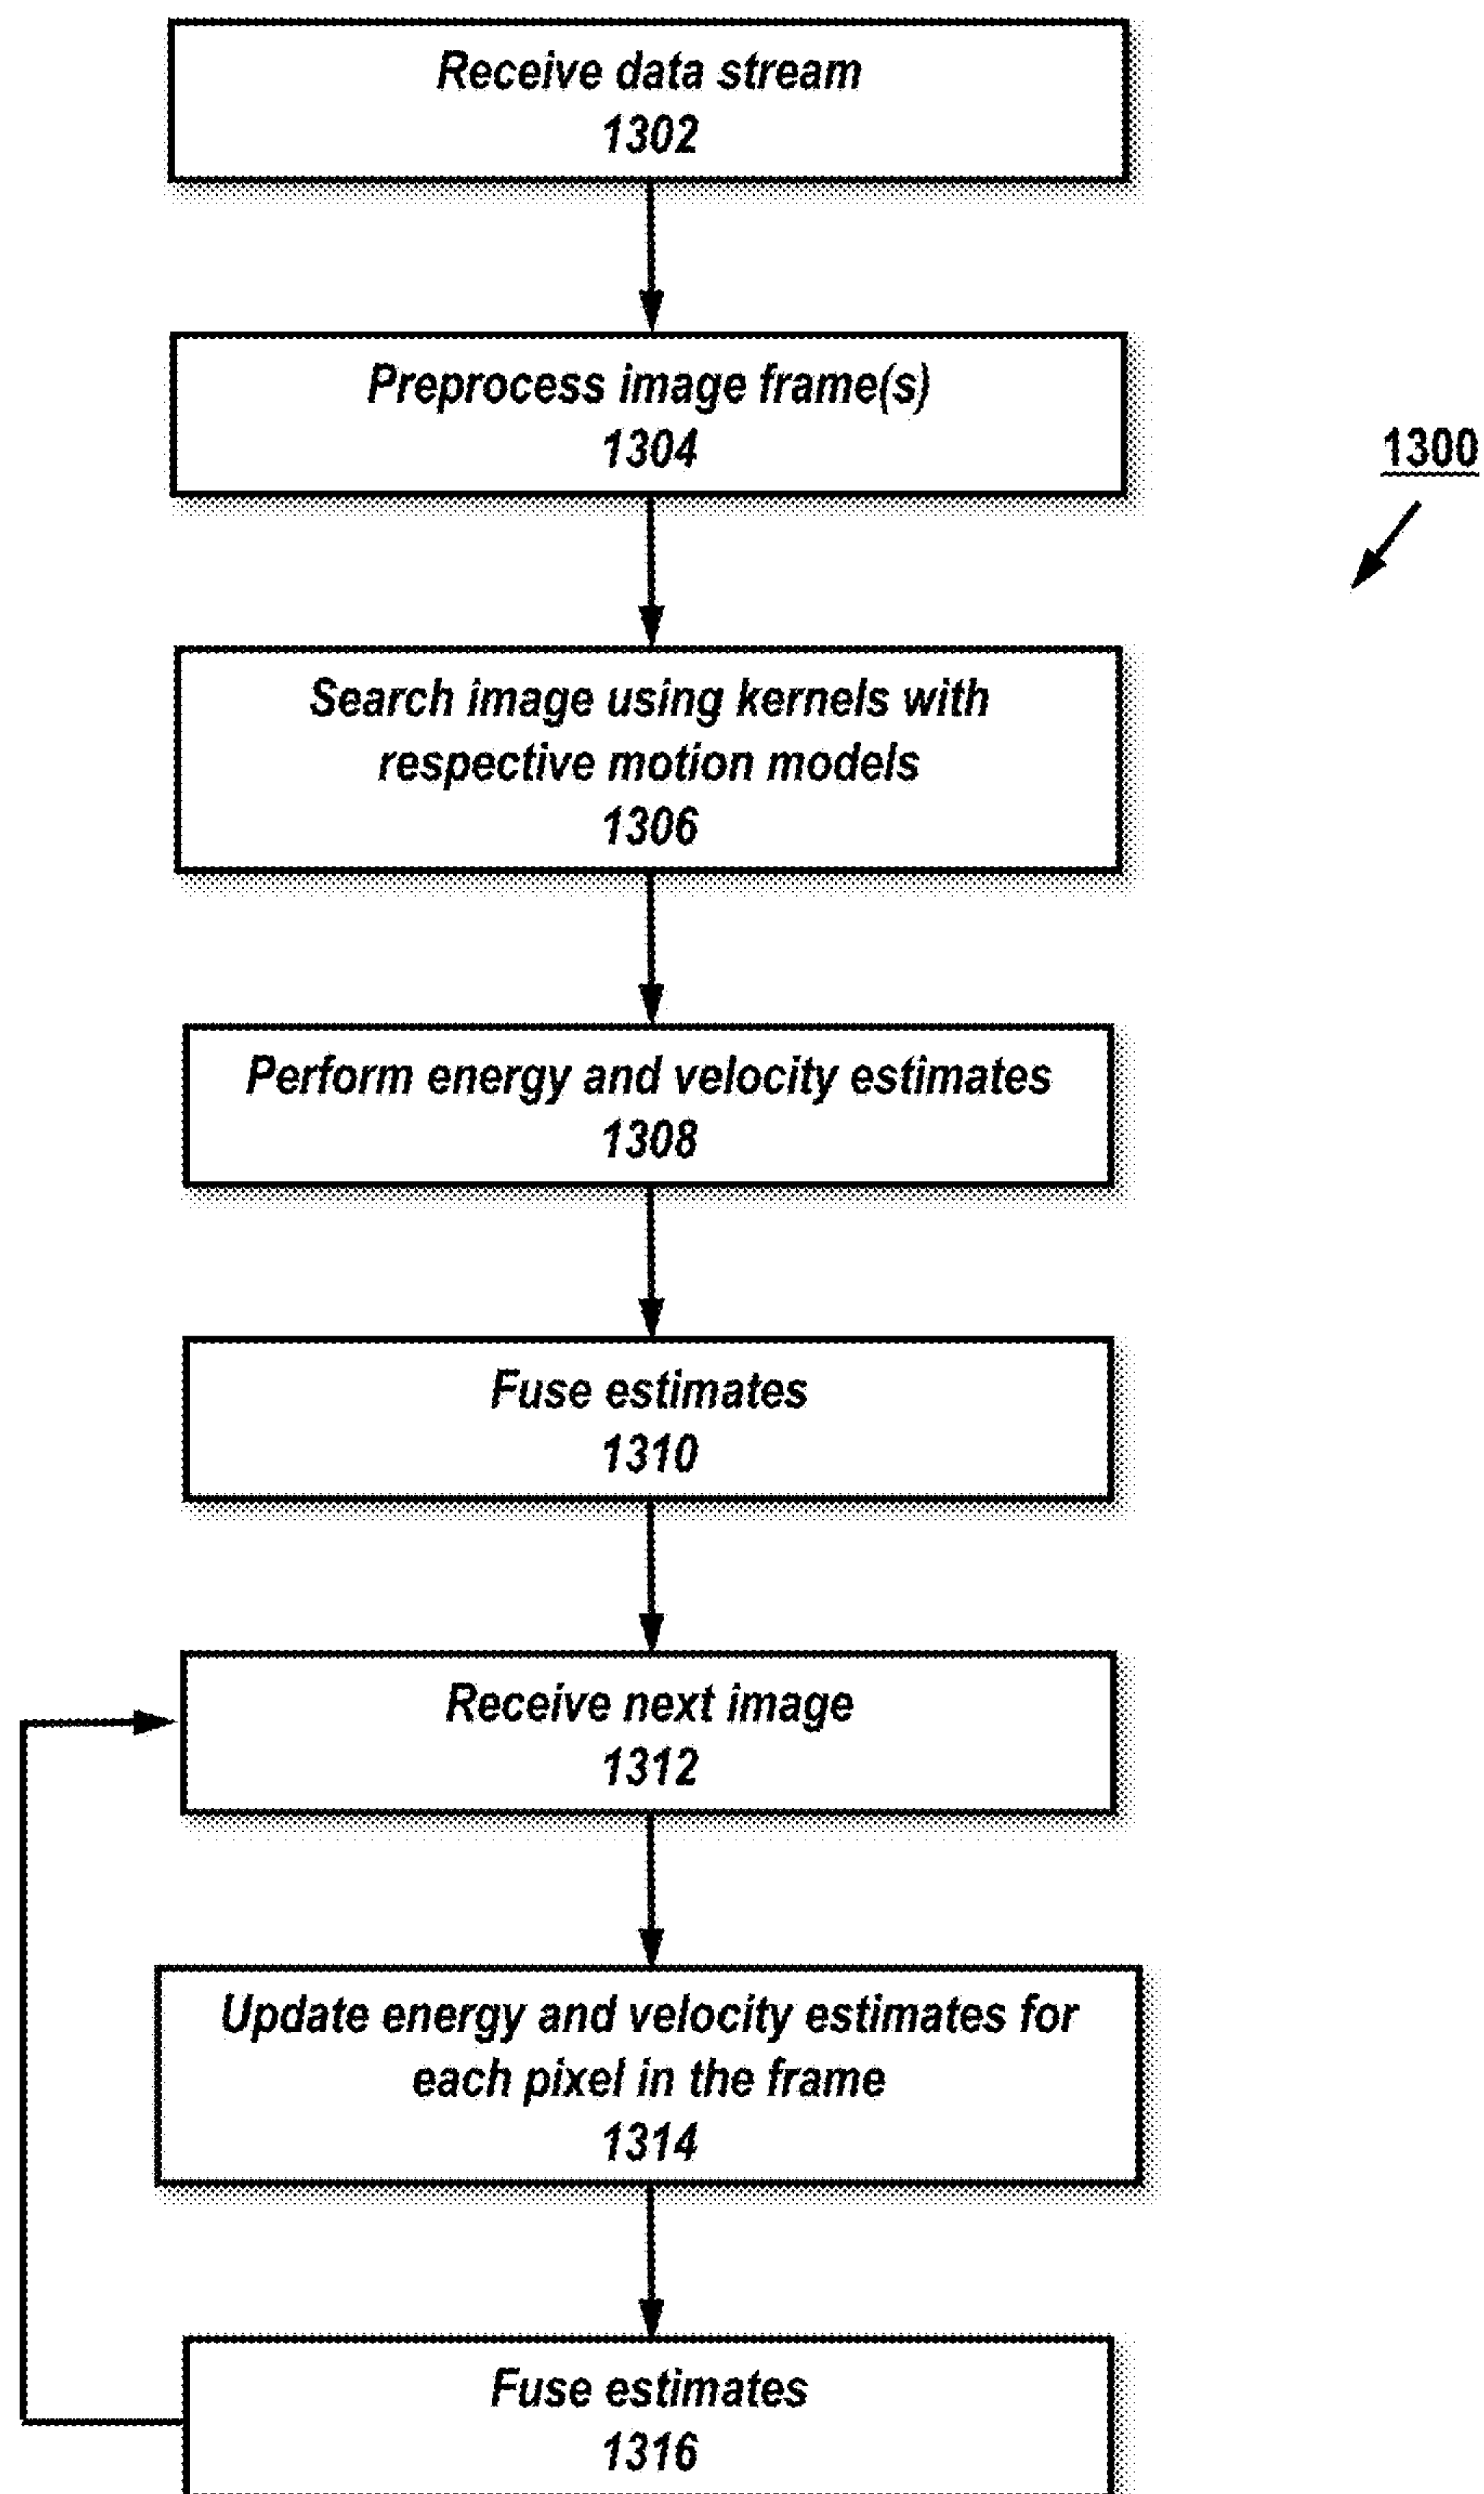 Receive data stream
1302
Preprocess image frame(s)
1304
1300
Search image using kernels with
respective motion models
1306
Perform energy and velocity estimates
1308
Fuse estimates
1310
Receive next image
1312
Update energy and velocity estimates for
each pixel in the frame
1314
Fuse estimates
1316